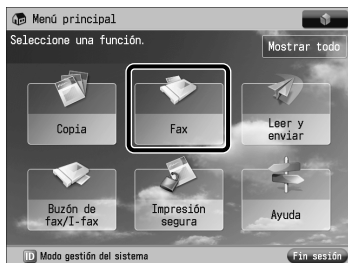 Menú principal
Seleccione una función.
Mostrar todo
Copia
Fax
Leer y
enviar
Buzón de
fax/I-fax
Impresión
segura
Ayuda
ID Modo gestión del sistema
Fin sesión